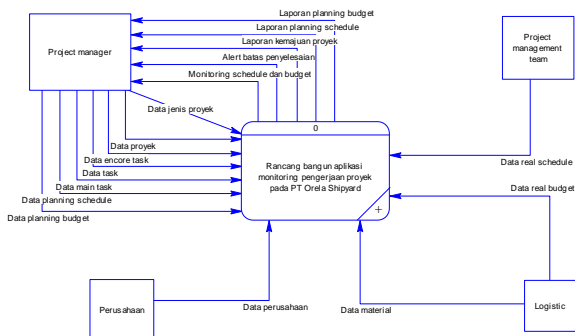 Laporan planning budget
Laporan planning schedule
Laporan kemajuan proyek
Alert batas penyelesaian
Monitoring schedule dan budget
Project manager
Project
management
team
Data jenis proyek
0
Data proyek
Data encore task
Data task
Data main task
Data planning schedule
Data planning budget
Rancang bangun aplikasi
monitoring pengerjaan proyek
pada PT Orela Shipyard
+
Data real schedule
Data real budget
Perusahaan
Data perusahaan
Data material
Logistic